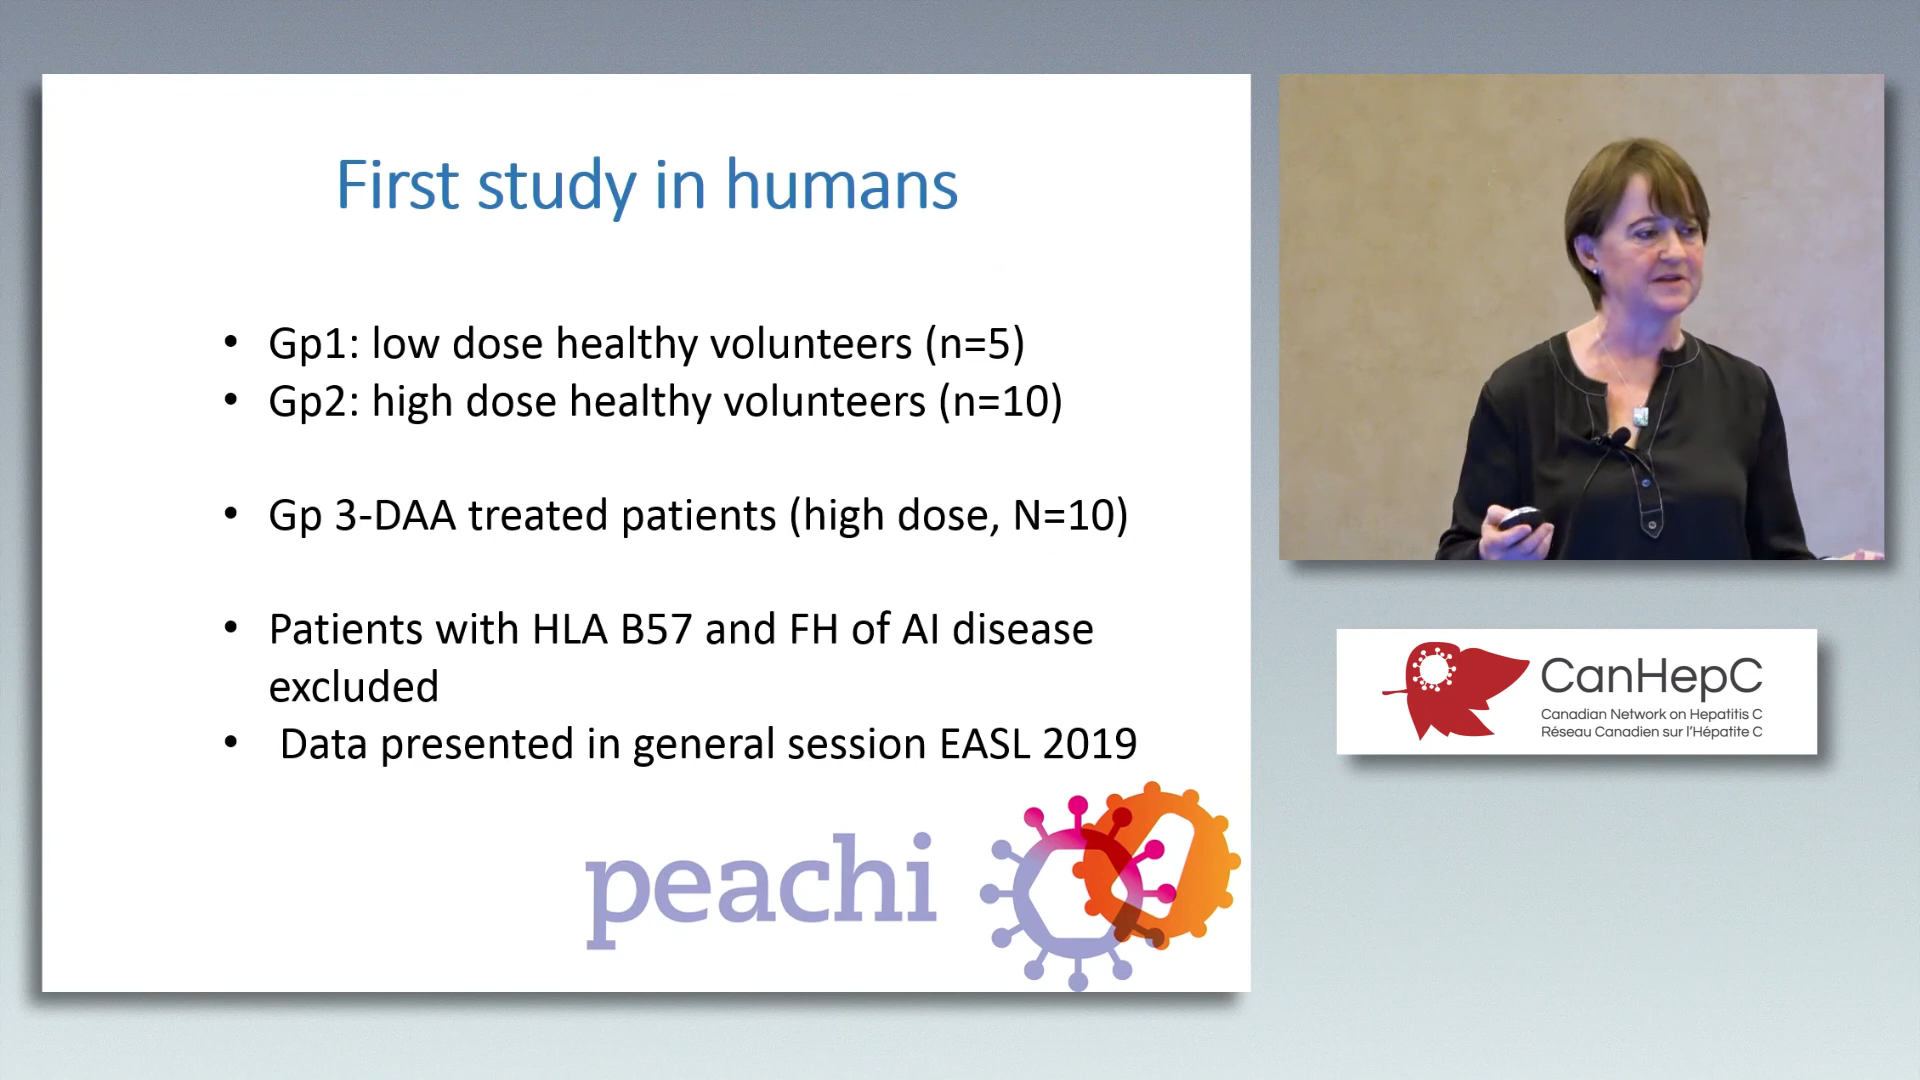 First study in humans
• Gp1: low dose healthy volunteers (n=5)
• Gp2: high dose healthy volunteers (n=10)
• Gp 3-DAA treated patients (high dose, N=10)
• Patients with HLA B57 and FH of AI disease
excluded
• Data presented in general session EASL 2019
peachi
CanHepC
Canadian Network on Hepatitis C
Réseau Canadien sur l'Hépatite C